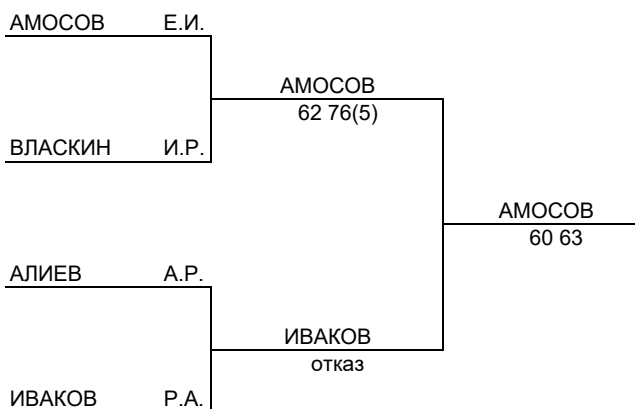 АМОСОВ Е.И.
АМОСОВ
62 76(5)
ВЛАСКИН И.Р.
АМОСОВ
60 63
АЛИЕВ А.Р.
ИВАКОВ
отказ
ИВАКОВ Р.А.